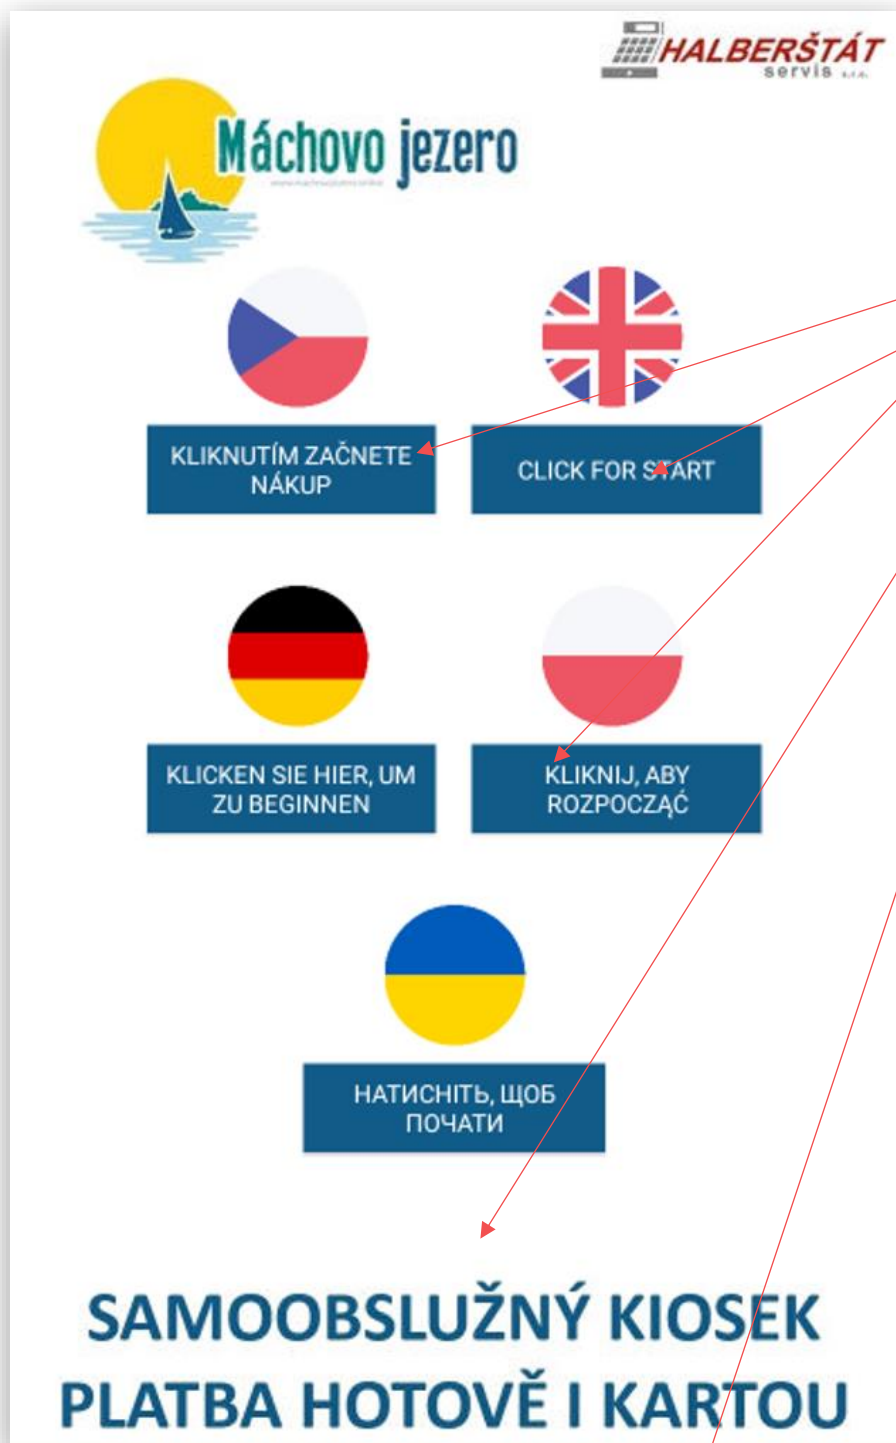 HALBERŠTÁT
servis s.r.o.
Máchovo jezero
KLIKNUTÍM ZAČNETE
NÁKUP
CLICK FOR START
KLICKEN SIE HIER, UM
ZU BEGINNEN
KLIKNIJ, ABY
ROZPOCZĄĆ
НАТИСНІТЬ, ЩОБ
ПОЧАТИ
SAMOOBSLUŽNÝ KIOSEK
PLATBA HOTOVĚ I KARTOU